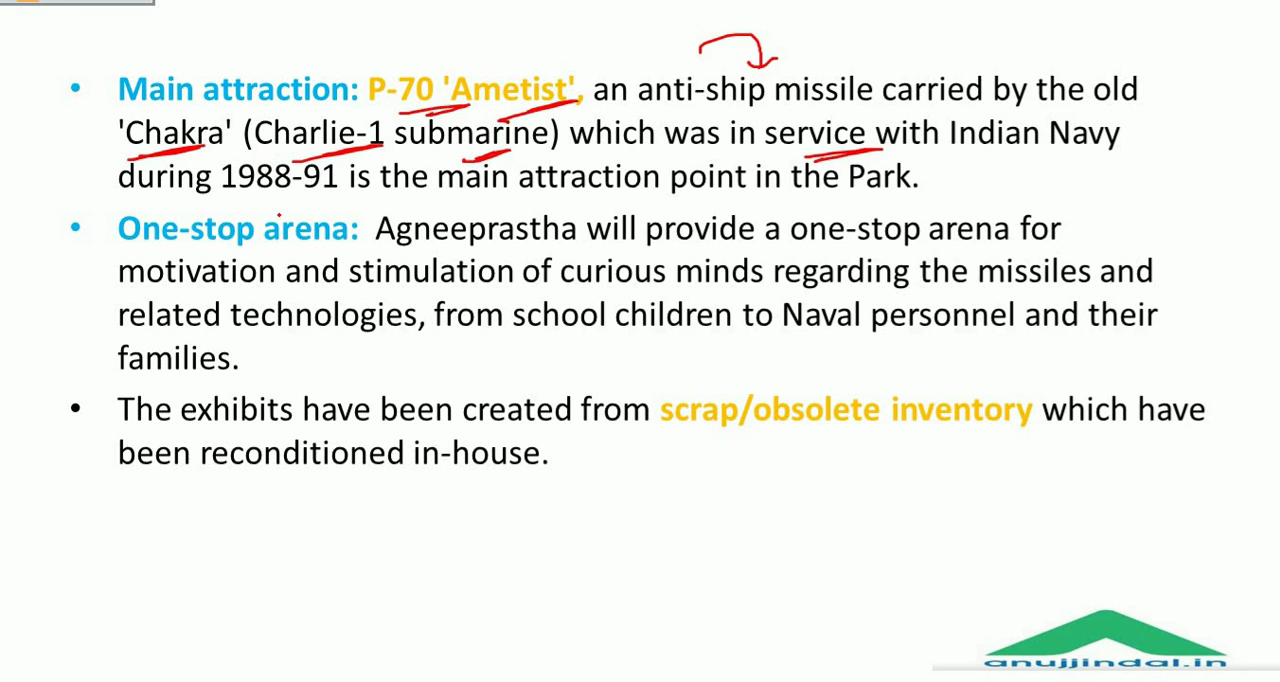 • Main attraction: P-70 'Ametist', an anti-ship missile carried by the old
'Chakra' (Charlie-1 submarine) which was in service with Indian Navy
during 1988-91 is the main attraction point in the Park.
• One-stop arena: Agneeprastha will provide a one-stop arena for
motivation and stimulation of curious minds regarding the missiles and
related technologies, from school children to Naval personnel and their
families.
• The exhibits have been created from scrap/obsolete inventory which have
been reconditioned in-house.
anujjindal.in